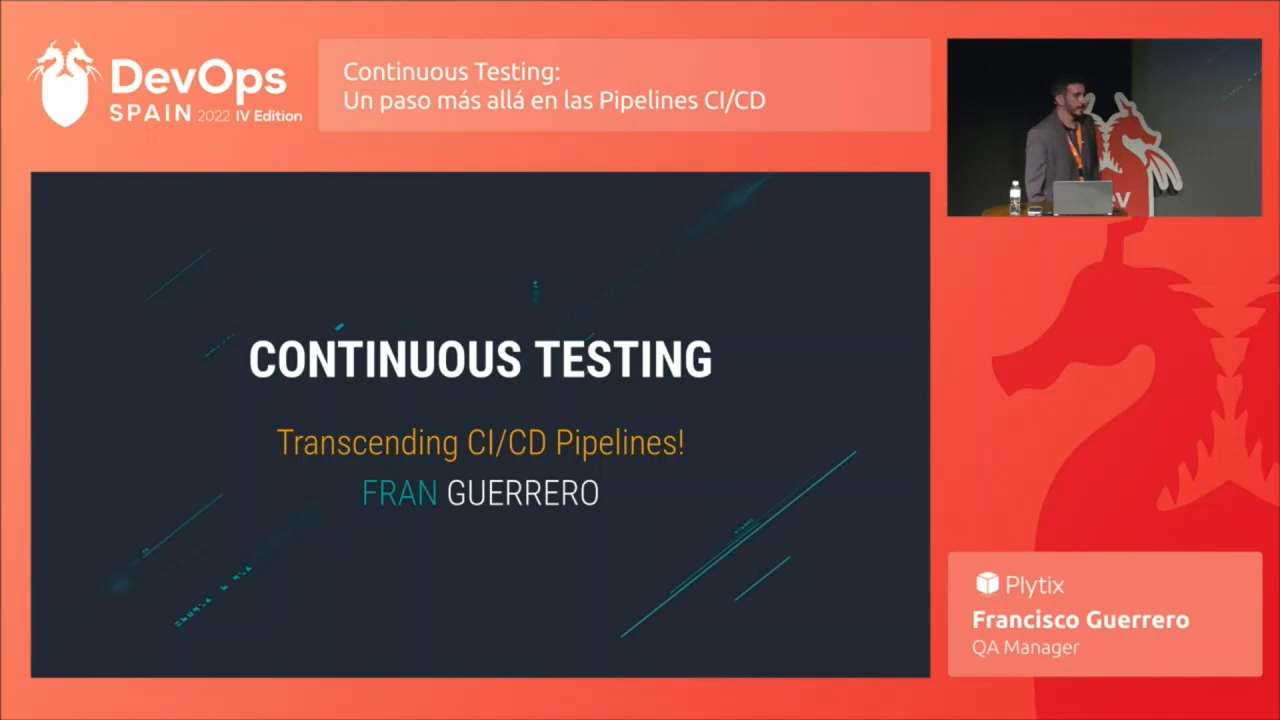 DevOps
SPAIN 2022 IV Edition
Continuous Testing:
Un paso más allá en las Pipelines CI/CD
CONTINUOUS TESTING
Transcending CI/CD Pipelines!
FRAN GUERRERO
Plytix
Francisco Guerrero
QA Manager